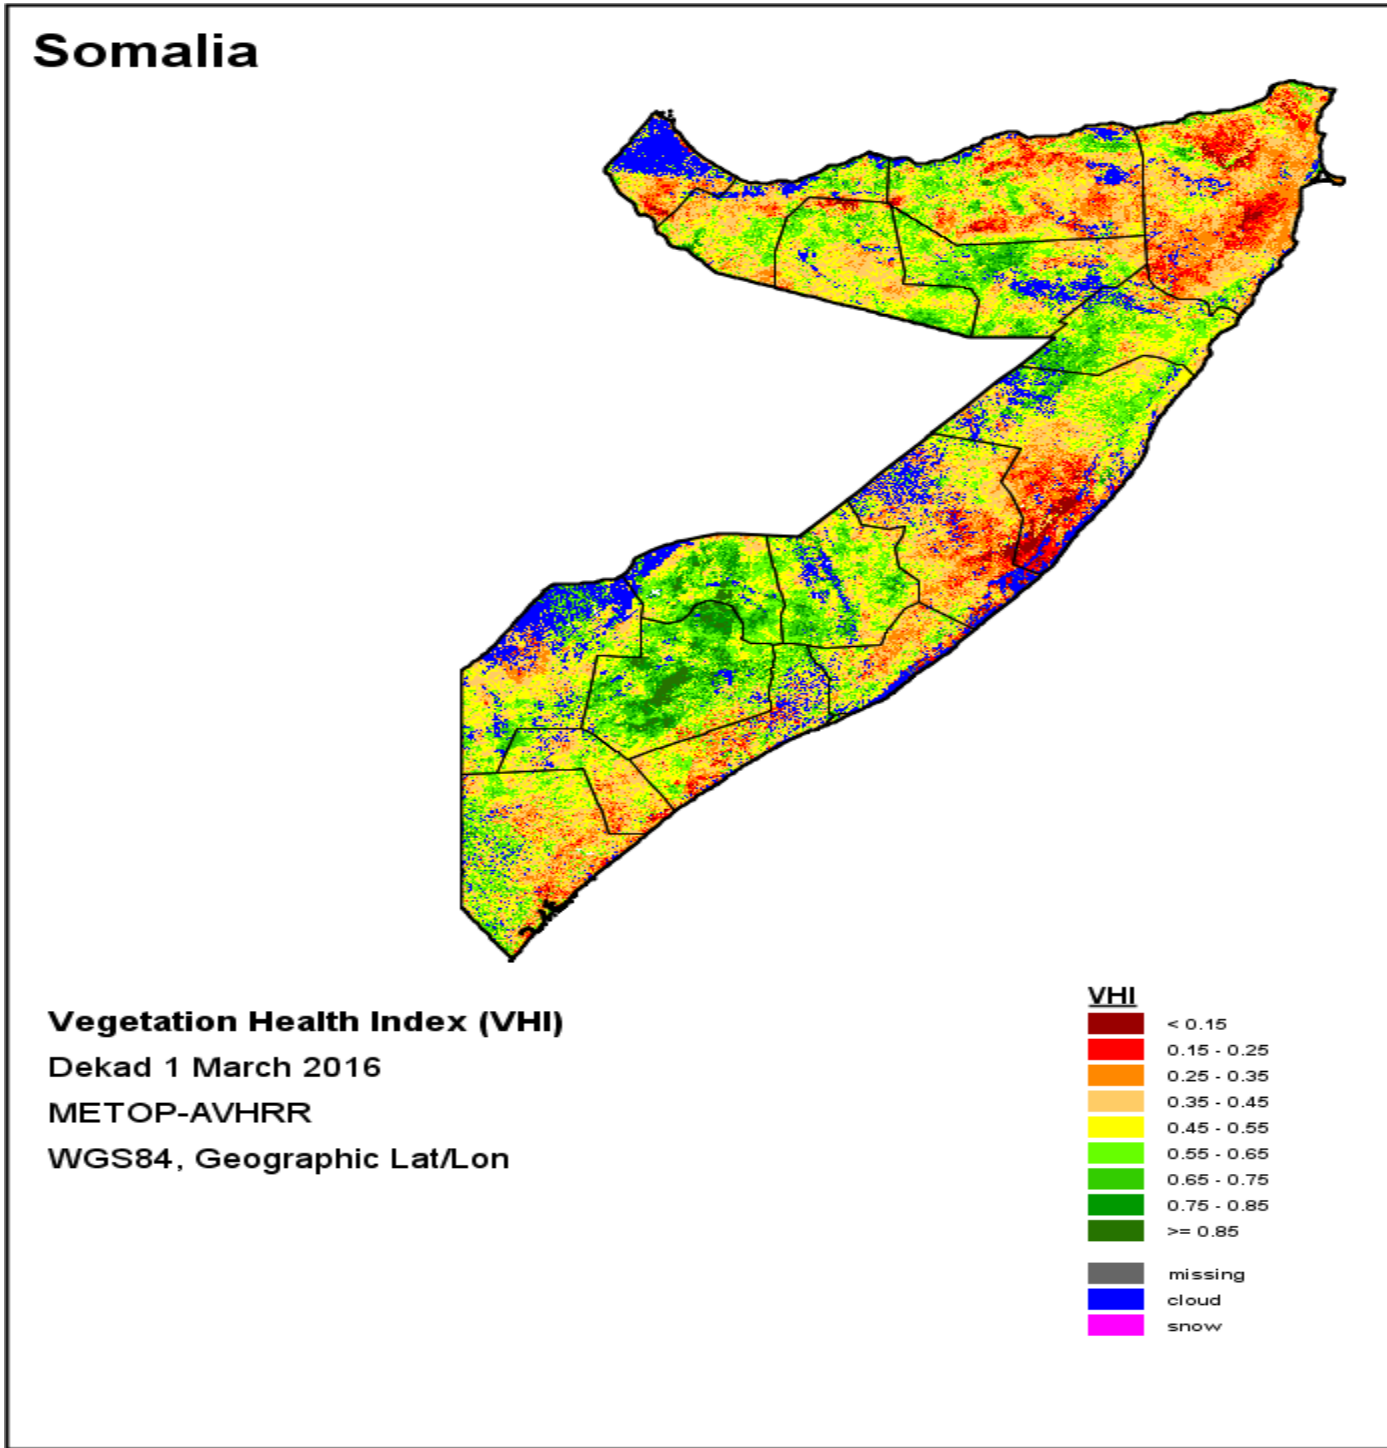 Somalia
Vegetation Health Index (VHI)
Dekad 1 March 2016
METOP-AVHRR
WGS84, Geographic Lat/Lon
VHI
< 0.15
0.15 - 0.25
0.25 - 0.35
0.35 - 0.45
0.45 - 0.55
0.55 - 0.65
0.65 - 0.75
0.75 - 0.85
>= 0.85
missing
cloud
snow